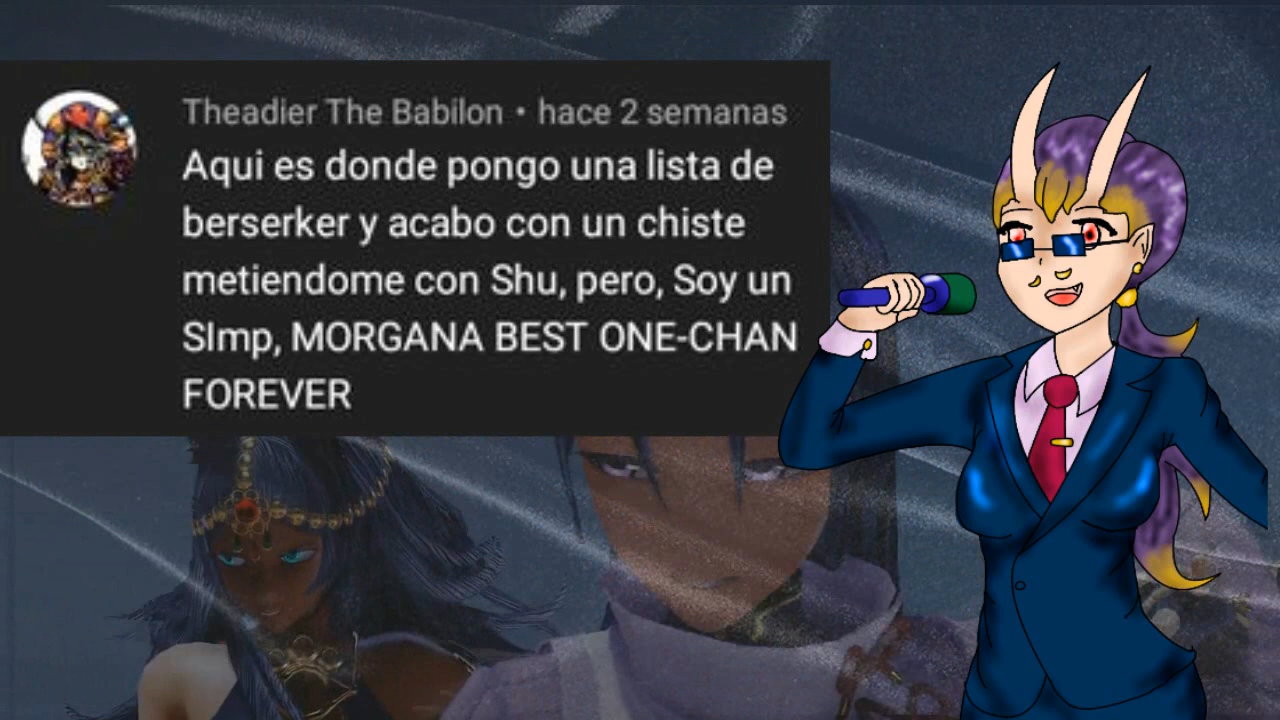 Theadier The Babilon • hace 2 semanas
Aqui es donde pongo una lista de
berserker y acabo con un chiste
metiendome con Shu, pero, Soy un
SImp, MORGANA BEST ONE-CHAN
FOREVER